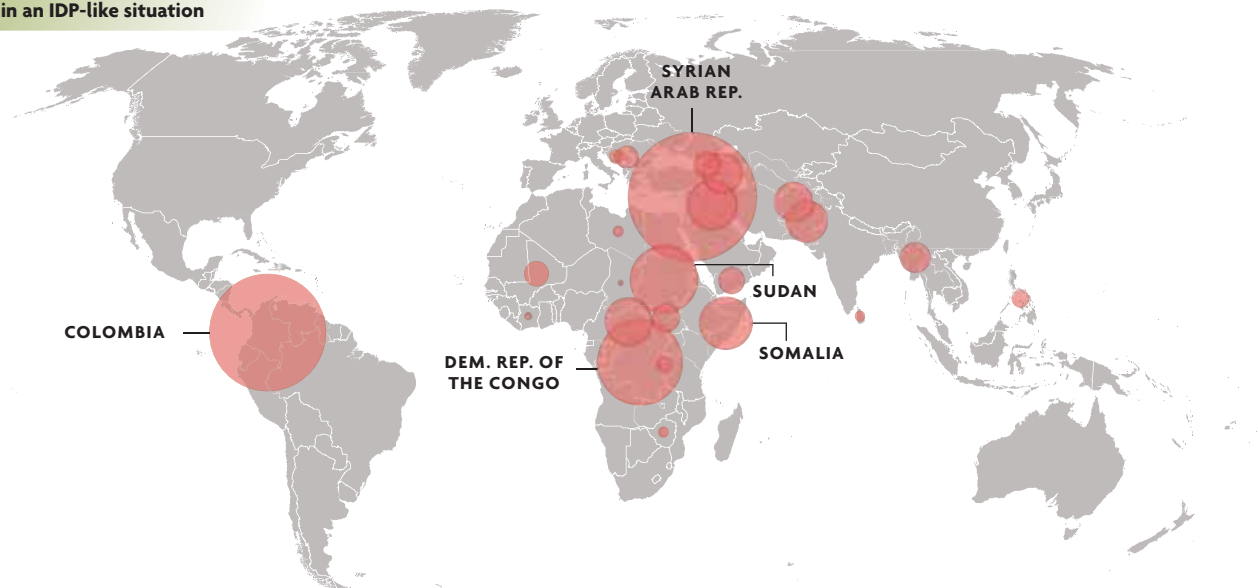 in an IDP-like situation
SYRIAN
ARAB REP.
SUDAN
COLOMBIA
SOMALIA
DEM. REP. OF
THE CONGO